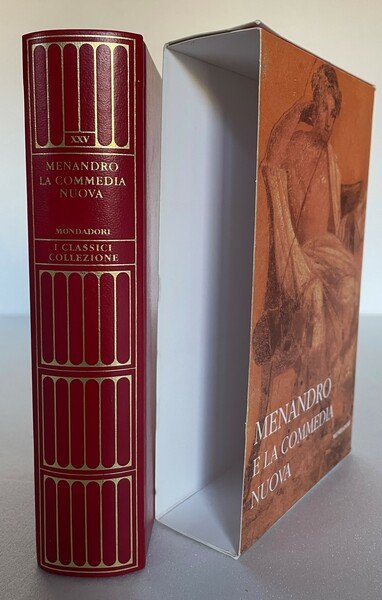 XXV
MENANDRO
LA COMMEDIA
NUOVA
MONDADORI
I CLASSICI
COLLEZIONE
MENANDRO
E LA COMMEDIA
NUOVA